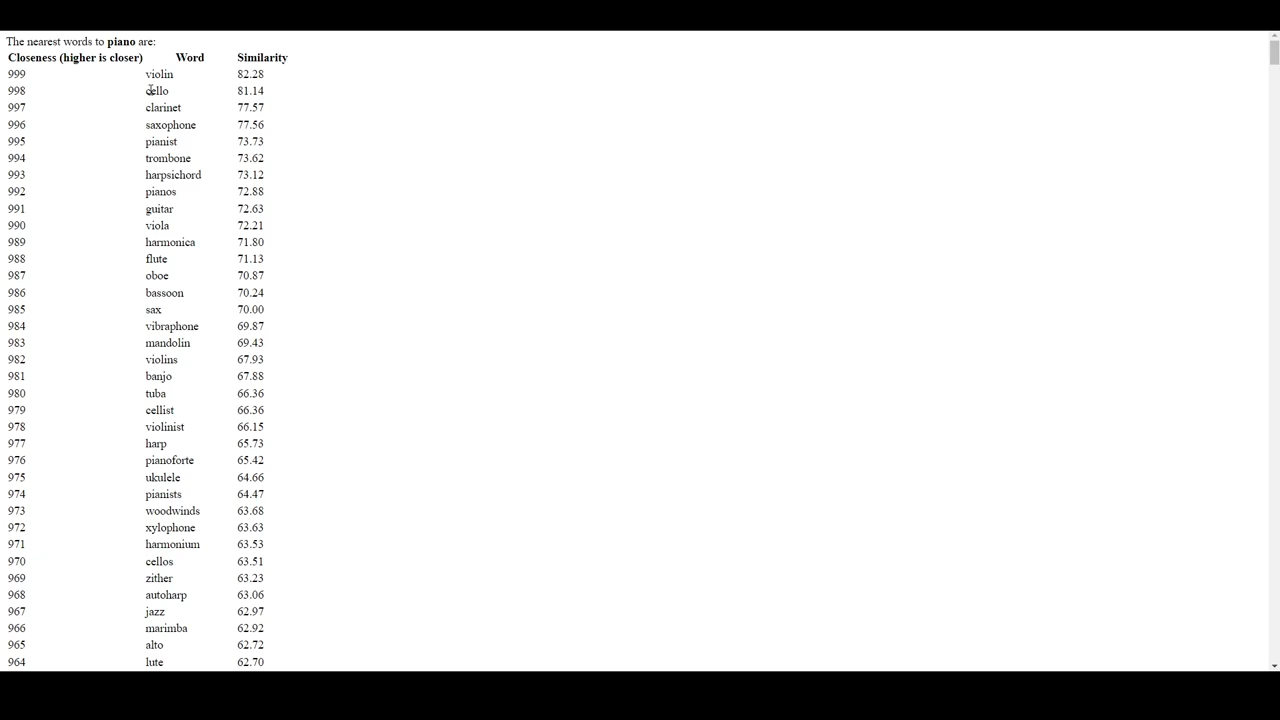 The nearest words to piano are:
Closeness (higher is closer) Word Similarity
999 violin 82.28
998 cello 81.14
997 clarinet 77.57
996 saxophone 77.56
995 pianist 73.73
994 trombone 73.62
993 harpsichord 73.12
992 pianos 72.88
991 guitar 72.63
990 viola 72.21
989 harmonica 71.80
988 flute 71.13
987 oboe 70.87
986 bassoon 70.24
985 sax 70.00
984 vibraphone 69.87
983 mandolin 69.43
982 violins 67.93
981 banjo 67.88
980 tuba 66.36
979 cellist 66.36
978 violinist 66.15
977 harp 65.73
976 pianoforte 65.42
975 ukulele 64.66
974 pianists 64.47
973 woodwinds 63.68
972 xylophone 63.63
971 harmonium 63.53
970 cellos 63.51
969 zither 63.23
968 autoharp 63.06
967 jazz 62.97
966 marimba 62.92
965 alto 62.72
964 lute 62.70